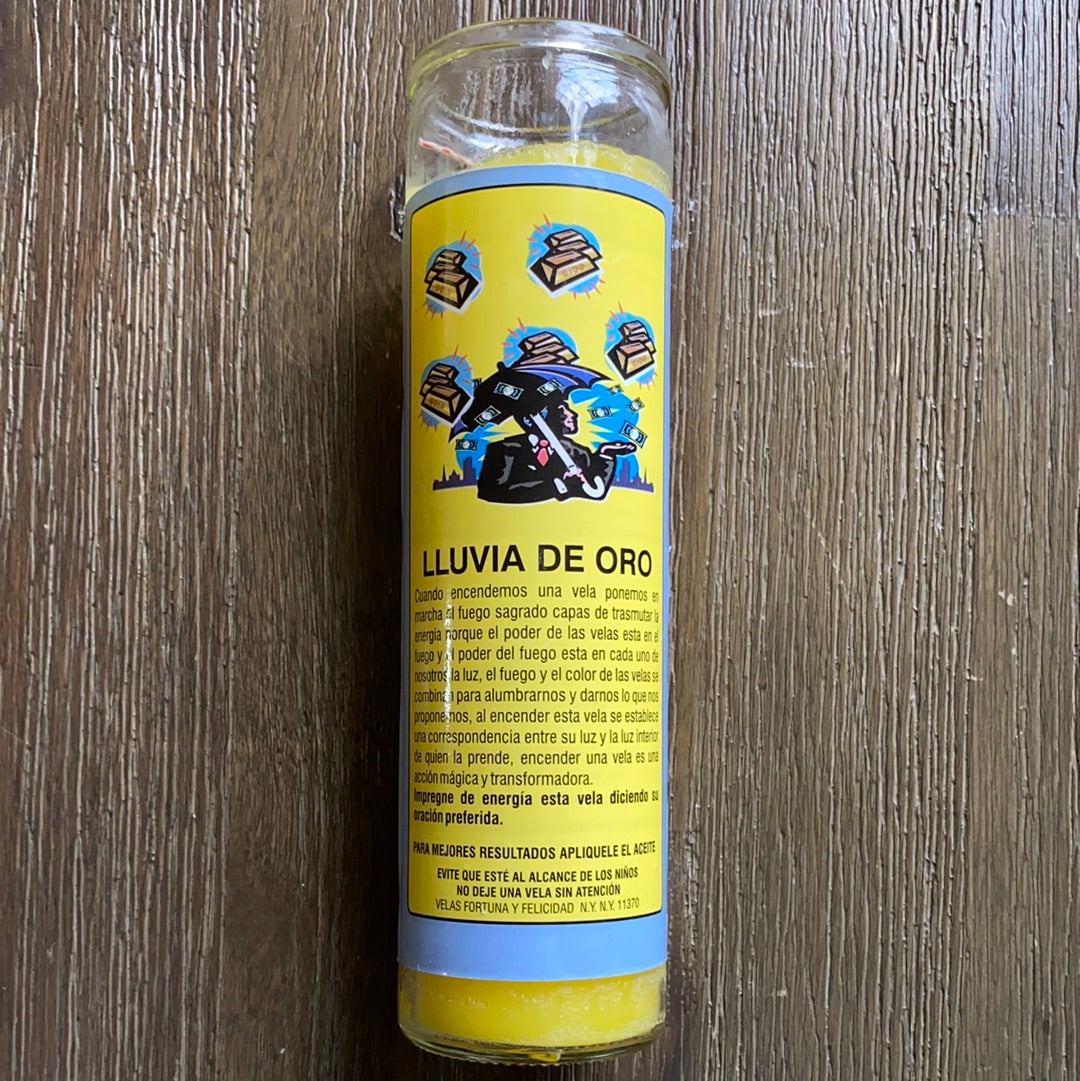 LLUVIA DE ORO
Cuando encendemos una vela ponemos en
marcha el fuego sagrado capas de trasmutar la
energía porque el poder de las velas esta en el
fuego y el poder del fuego esta en cada uno de
nosotros la luz, el fuego y el color de las velas se
combinan para alumbrarnos y darnos lo que nos
proponemos, al encender esta vela se establece
una correspondencia entre su luz y la luz interior
de quien la prende, encender una vela es una
acción mágica y transformadora.
Impregne de energía esta vela diciendo su
oración preferida.
PARA MEJORES RESULTADOS APLIQUELE EL ACEITE
EVITE QUE ESTÉ AL ALCANCE DE LOS NIÑOS
NO DEJE UNA VELA SIN ATENCIÓN
VELAS FORTUNA Y FELICIDAD N.Y. N.Y. 11370